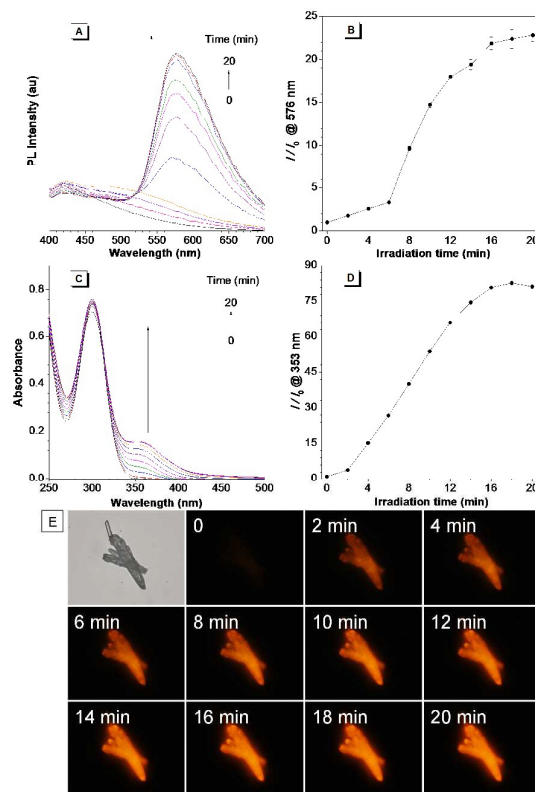 A
Time (min)
20
0
PL Intensity (au)
400 450 500 550 600 650 700
Wavelength (nm)
B
25
20
15
10
5
0
I / I0 @ 576 nm
0 4 8 12 16 20
Irradiation time (min)
C
Time (min)
20
0
0.8
0.6
0.4
0.2
0.0
Absorbance
250 300 350 400 450 500
Wavelength (nm)
D
90
75
60
45
30
15
0
I / I0 @ 353 nm
0 4 8 12 16 20
Irradiation time (min)
E
0
2 min
4 min
6 min
8 min
10 min
12 min
14 min
16 min
18 min
20 min